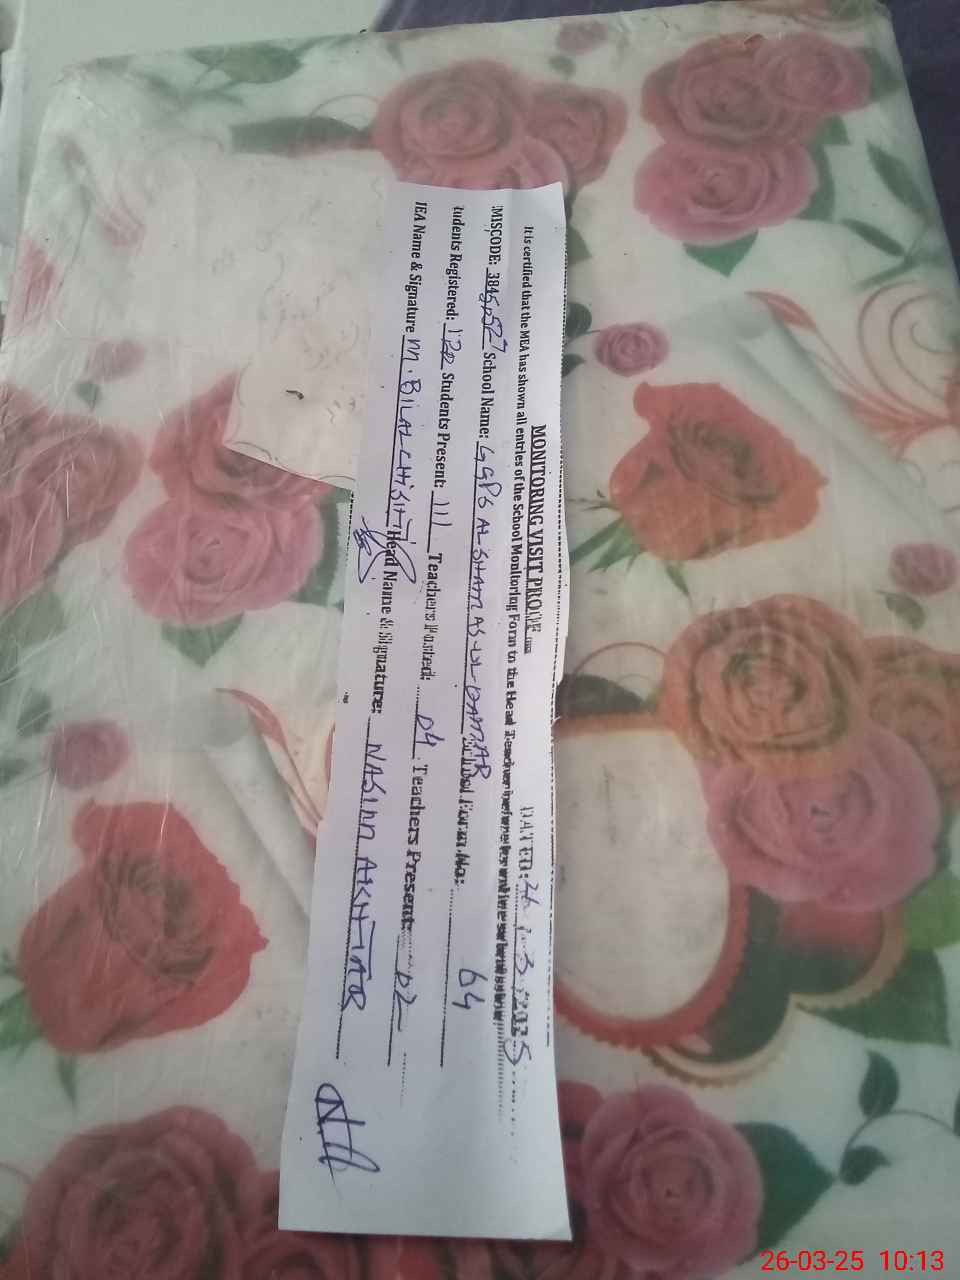 MONITORING VISIT PROOF
DATED: 26/3/2025
It is certified that the MEA has shown all entries of the School Monitoring Form to the Head Teacher before
MISCODE: School Name: GGPS AL SHAMAS-UL- School Form No: 64
tudents Registered: Students Present: 111 Teachers Posted: 04 Teachers Present: 02
IEA Name & Signature M. BILAL CHISHTI Head Name & Signature: NASIM AKHTAR
26-03-25 10:13